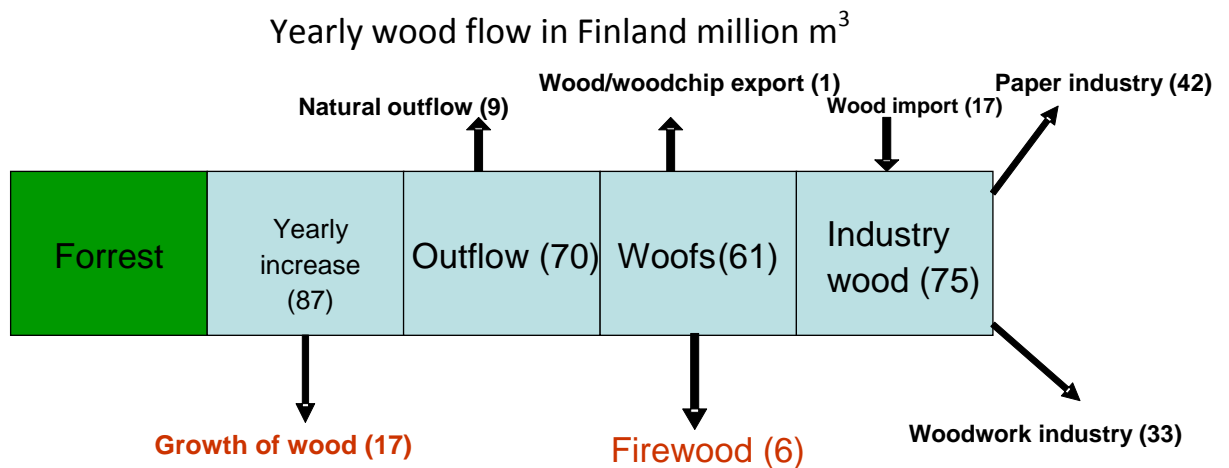 Yearly wood flow in Finland million m³
Wood/woodchip export (1)
Paper industry (42)
Natural outflow (9)
Wood import (17)
Forrest
Yearly
increase
(87)
Outflow (70)
Woofs(61)
Industry
wood (75)
Growth of wood (17)
Firewood (6)
Woodwork industry (33)